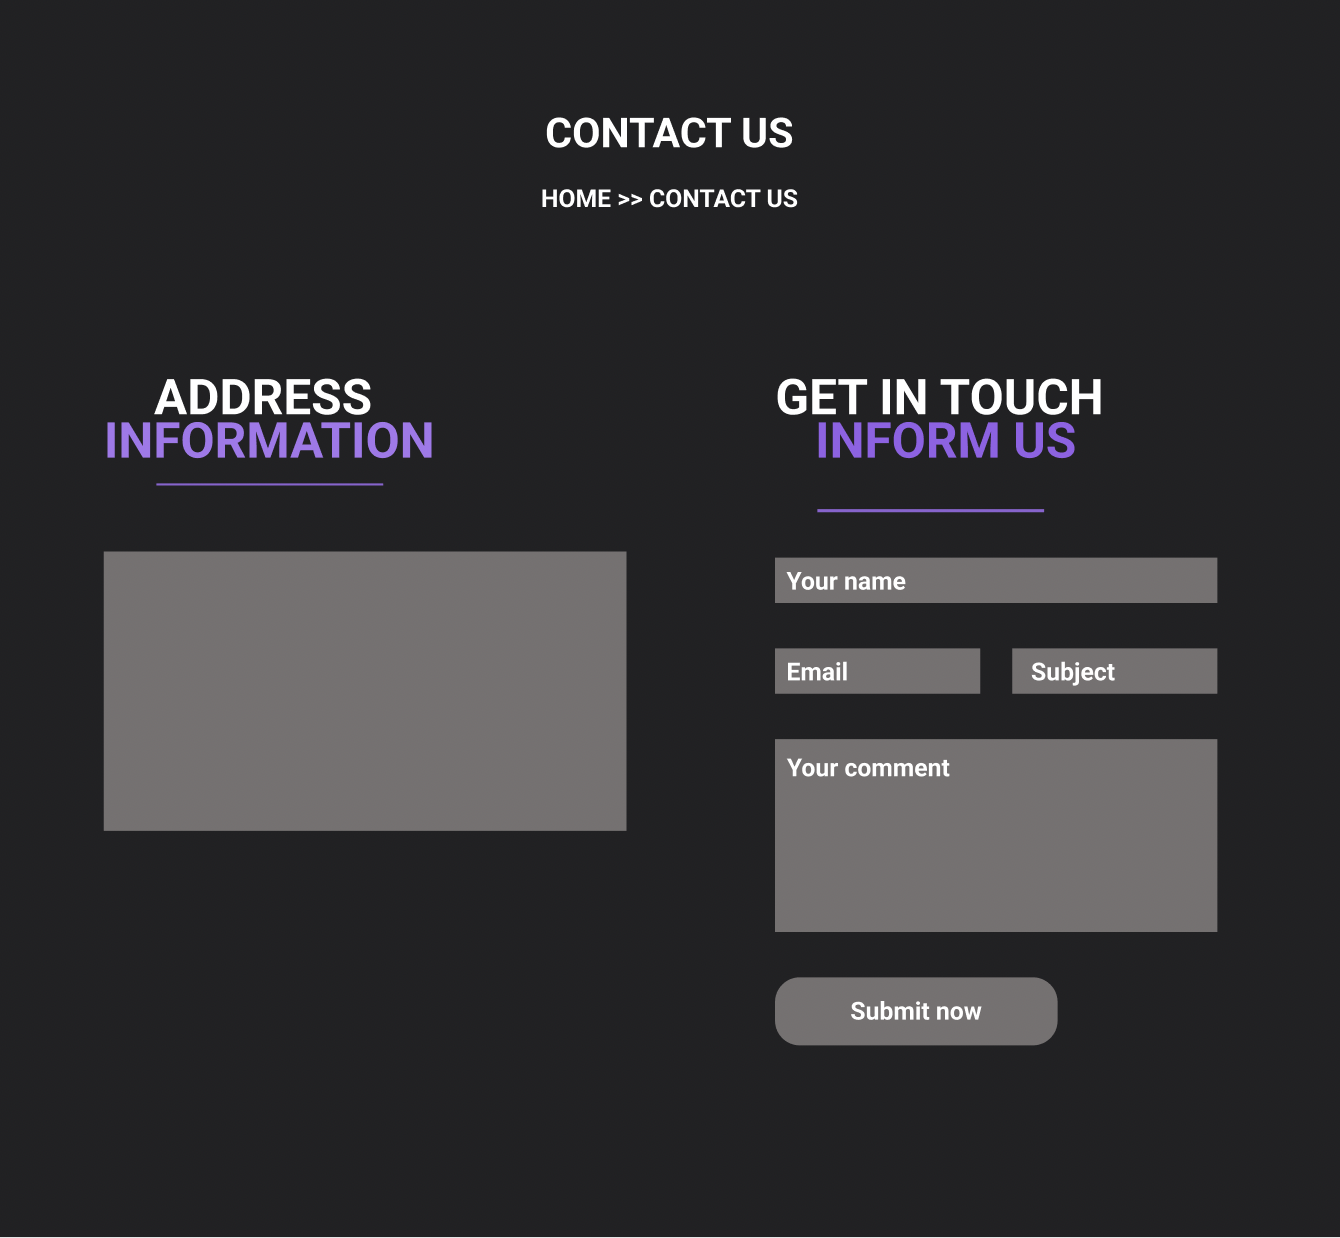 CONTACT US
HOME >> CONTACT US
ADDRESS
INFORMATION
GET IN TOUCH
INFORM US
Your name
Email
Subject
Your comment
Submit now